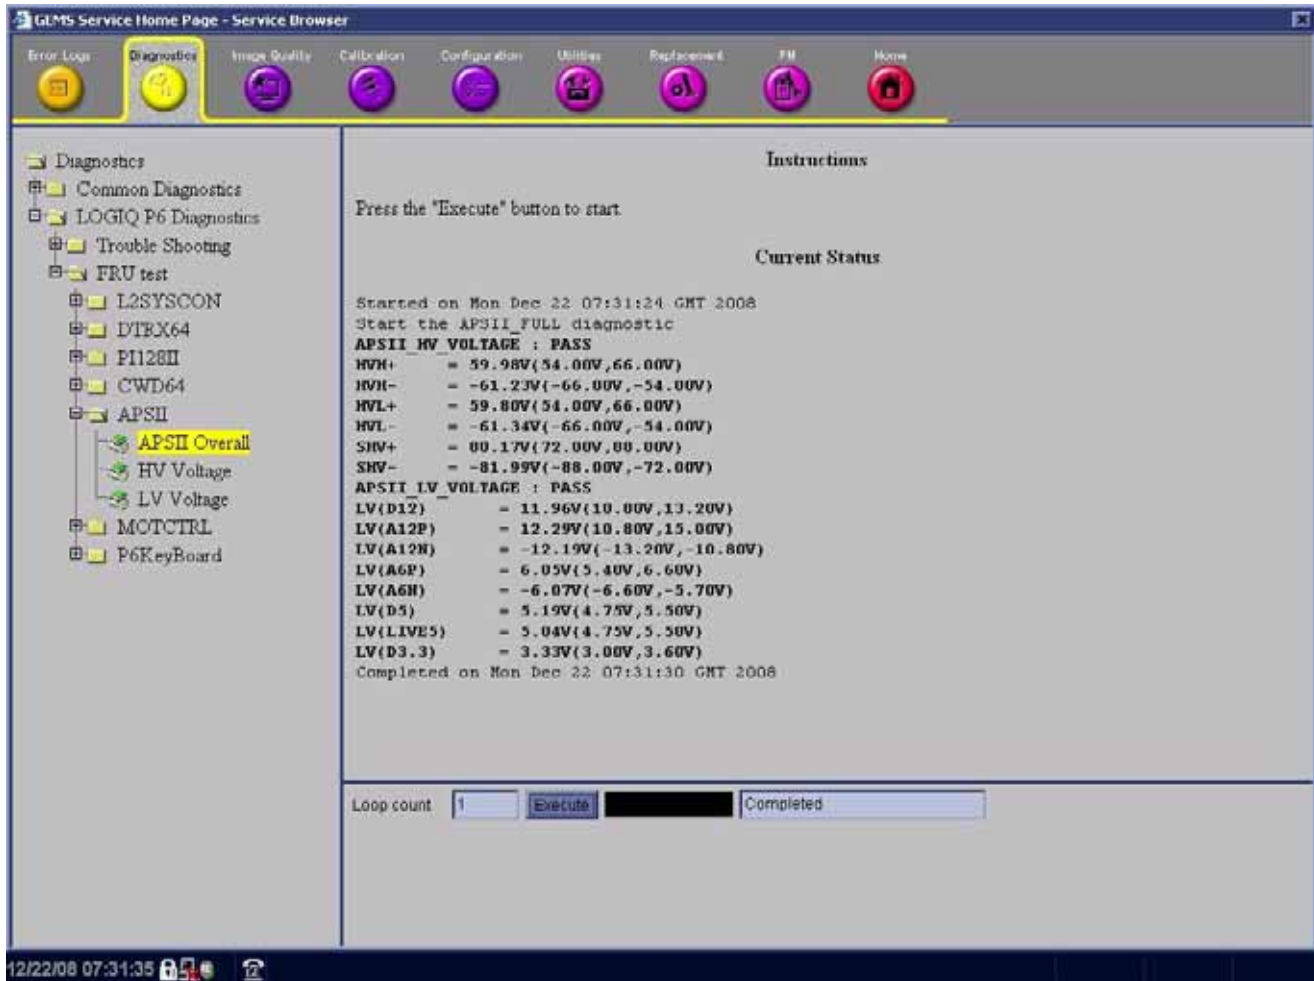 GEMS Service Home Page - Service Browser
Error Logs Diagnostics Image Quality Calibration Configuration Utilities Replacement PM Home
Diagnostics
Common Diagnostics
LOGIQ P6 Diagnostics
Trouble Shooting
FRU test
L2SYSCON
DTRX64
PI128II
CWD64
APSII
APSII Overall
HV Voltage
LV Voltage
MOTCTRL
P6KeyBoard
Instructions
Press the "Execute" button to start
Current Status
Started on Mon Dec 22 07:31:24 GMT 2008
Start the APSII_FULL diagnostic
APSII_HV_VOLTAGE : PASS
HVH+ = 59.98V(54.00V,66.00V)
HVH- = -61.23V(-66.00V,-54.00V)
HVL+ = 59.80V(54.00V,66.00V)
HVL- = -61.34V(-66.00V,-54.00V)
SHV+ = 80.17V(72.00V,88.00V)
SHV- = -81.99V(-88.00V,-72.00V)
APSII_LV_VOLTAGE : PASS
LV(D12) = 11.96V(10.80V,13.20V)
LV(A12P) = 12.29V(10.80V,15.00V)
LV(A12N) = -12.19V(-13.20V,-10.80V)
LV(A6P) = 6.05V(5.40V,6.60V)
LV(A6N) = -6.07V(-6.60V,-5.70V)
LV(D5) = 5.19V(4.75V,5.50V)
LV(LIVE5) = 5.04V(4.75V,5.50V)
LV(D3.3) = 3.33V(3.00V,3.60V)
Completed on Mon Dec 22 07:31:30 GMT 2008
Loop count 1 Execute Completed
12/22/08 07:31:35